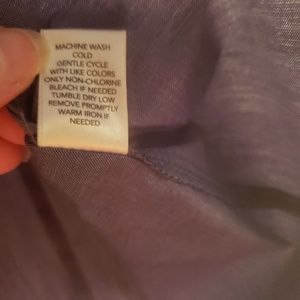 MACHINE WASH
COLD
GENTLE CYCLE
WITH LIKE COLORS
ONLY NON-CHLORINE
BLEACH IF NEEDED
TUMBLE DRY LOW
REMOVE PROMPTLY
WARM IRON IF
NEEDED